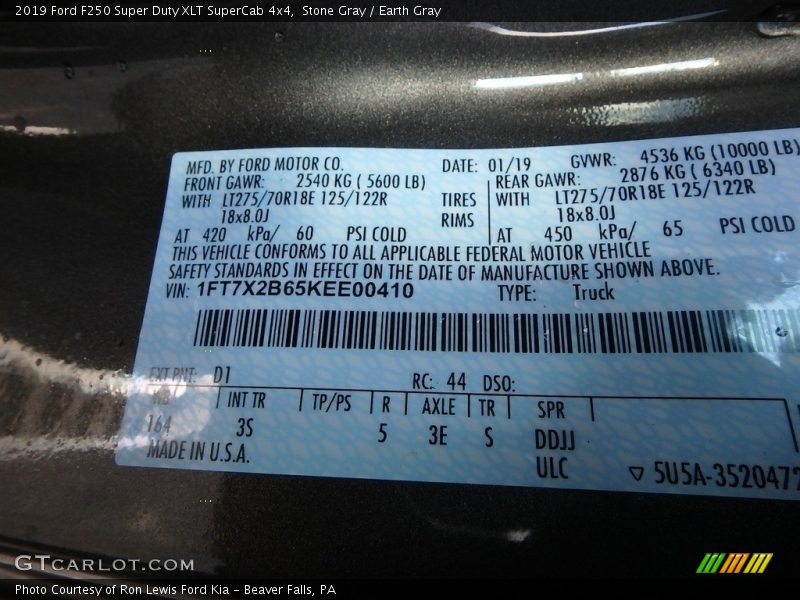 2019 Ford F250 Super Duty XLT SuperCab 4x4, Stone Gray / Earth Gray
MFD. BY FORD MOTOR CO. DATE: 01/19 GVWR: 4536 KG (10000 LB)
FRONT GAWR: 2540 KG ( 5600 LB) REAR GAWR: 2876 KG ( 6340 LB)
WITH LT275/70R18E 125/122R TIRES WITH LT275/70R18E 125/122R
18x8.0J RIMS 18x8.0J
AT 420 kPa/ 60 PSI COLD AT 450 kPa/ 65 PSI COLD
THIS VEHICLE CONFORMS TO ALL APPLICABLE FEDERAL MOTOR VEHICLE
SAFETY STANDARDS IN EFFECT ON THE DATE OF MANUFACTURE SHOWN ABOVE.
VIN: 1FT7X2B65KEE00410 TYPE: Truck
EXT PNT: D1 RC: 44 DSO:
WB INT TR TP/PS R AXLE TR SPR
164 3S 5 3E S DDJJ
MADE IN U.S.A. ULC 5U5A-3520472
GTCARLOT.COM
Photo Courtesy of Ron Lewis Ford Kia - Beaver Falls, PA